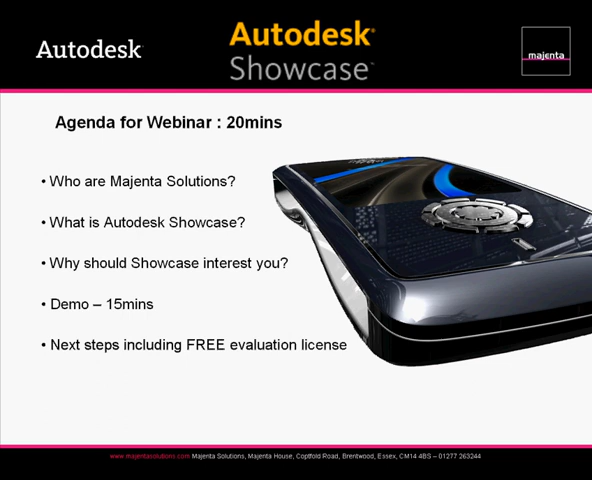 Autodesk
Autodesk®
Showcase™
majenta
Agenda for Webinar : 20mins
• Who are Majenta Solutions?
• What is Autodesk Showcase?
• Why should Showcase interest you?
• Demo – 15mins
• Next steps including FREE evaluation license
www.majentasolutions.com Majenta Solutions, Majenta House, Coptfold Road, Brentwood, Essex, CM14 4BS – 01277 263244